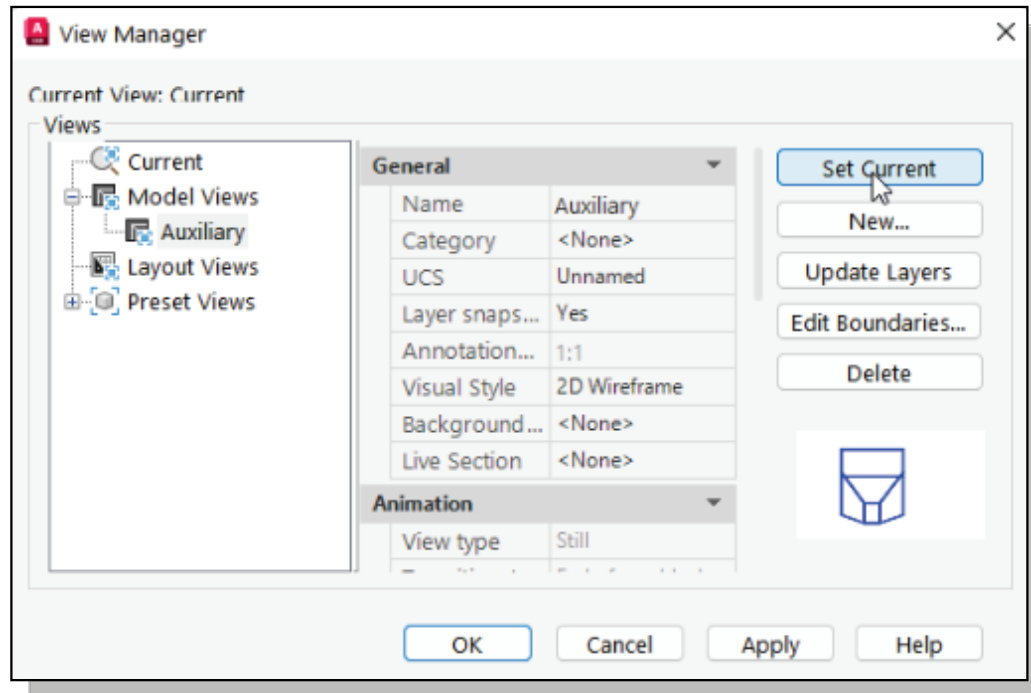 View Manager
Current View: Current
Views
Current
Model Views
Auxiliary
Layout Views
Preset Views
General
Name Auxiliary
Category <None>
UCS Unnamed
Layer snaps... Yes
Annotation... 1:1
Visual Style 2D Wireframe
Background ... <None>
Live Section <None>
Animation
View type Still
Set Current
New...
Update Layers
Edit Boundaries...
Delete
OK Cancel Apply Help